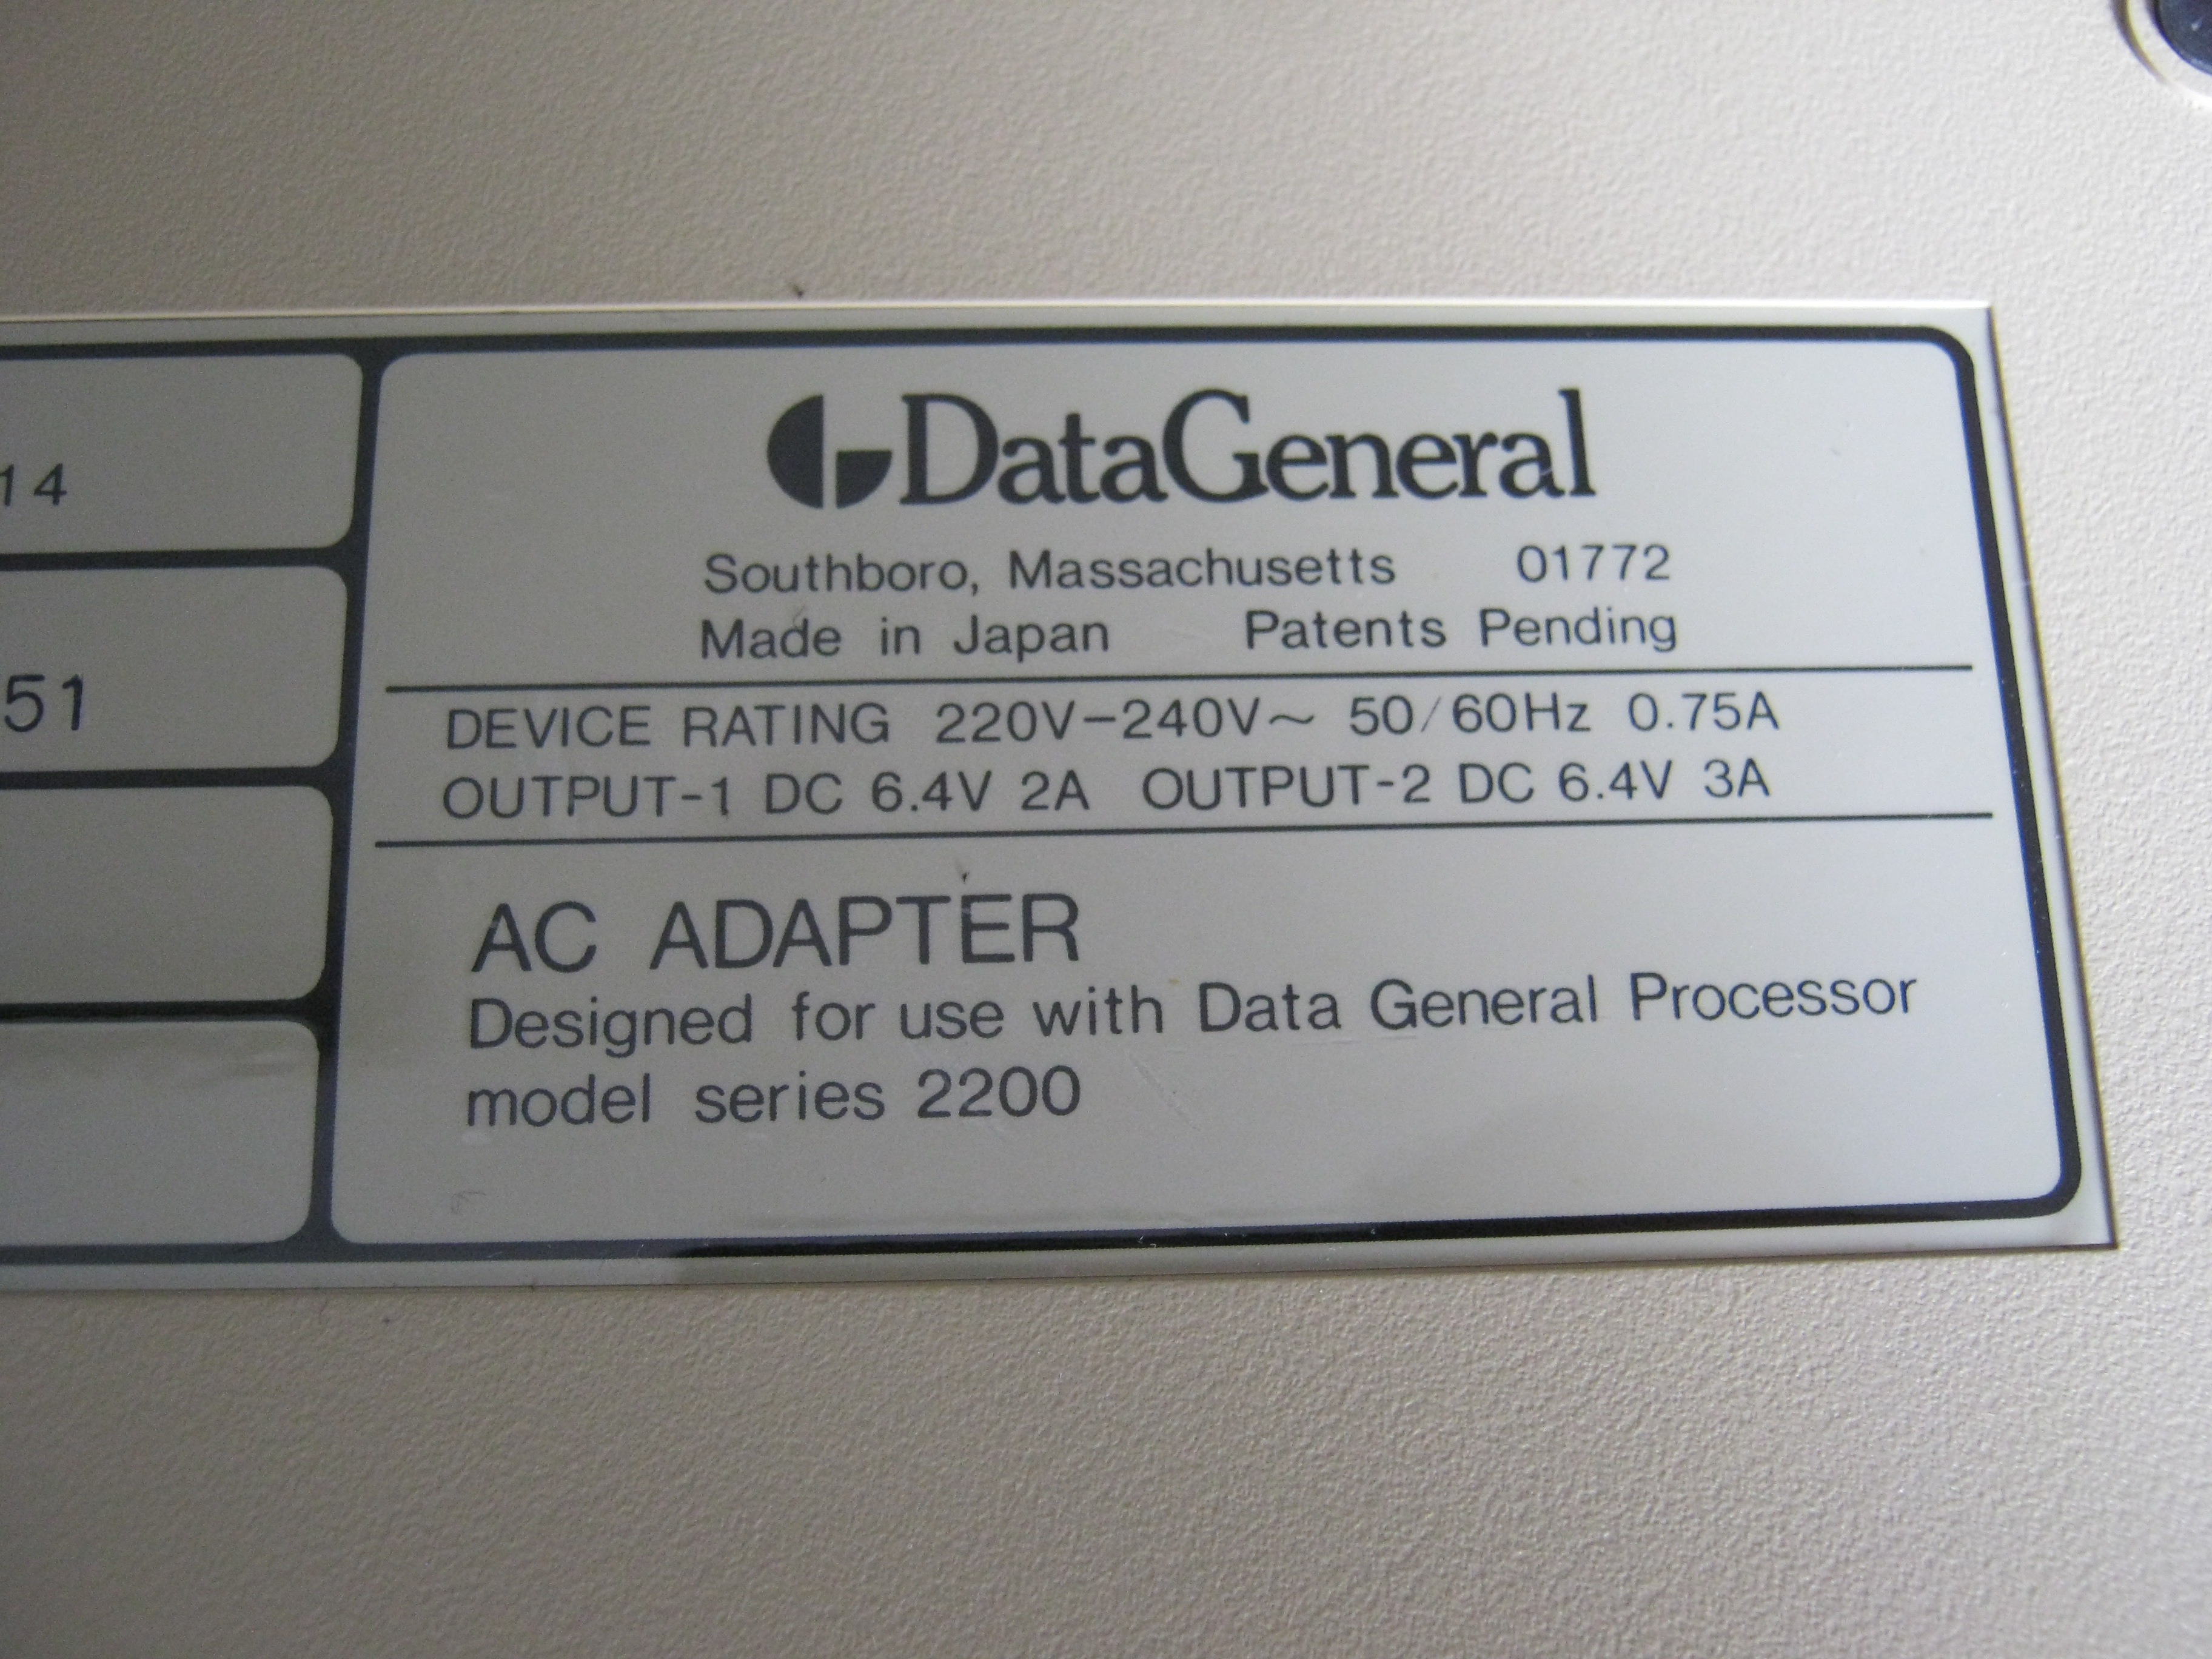 14
51
DataGeneral
Southboro, Massachusetts 01772
Made in Japan Patents Pending
DEVICE RATING 220V–240V~ 50/60Hz 0.75A
OUTPUT-1 DC 6.4V 2A OUTPUT-2 DC 6.4V 3A
AC ADAPTER
Designed for use with Data General Processor
model series 2200